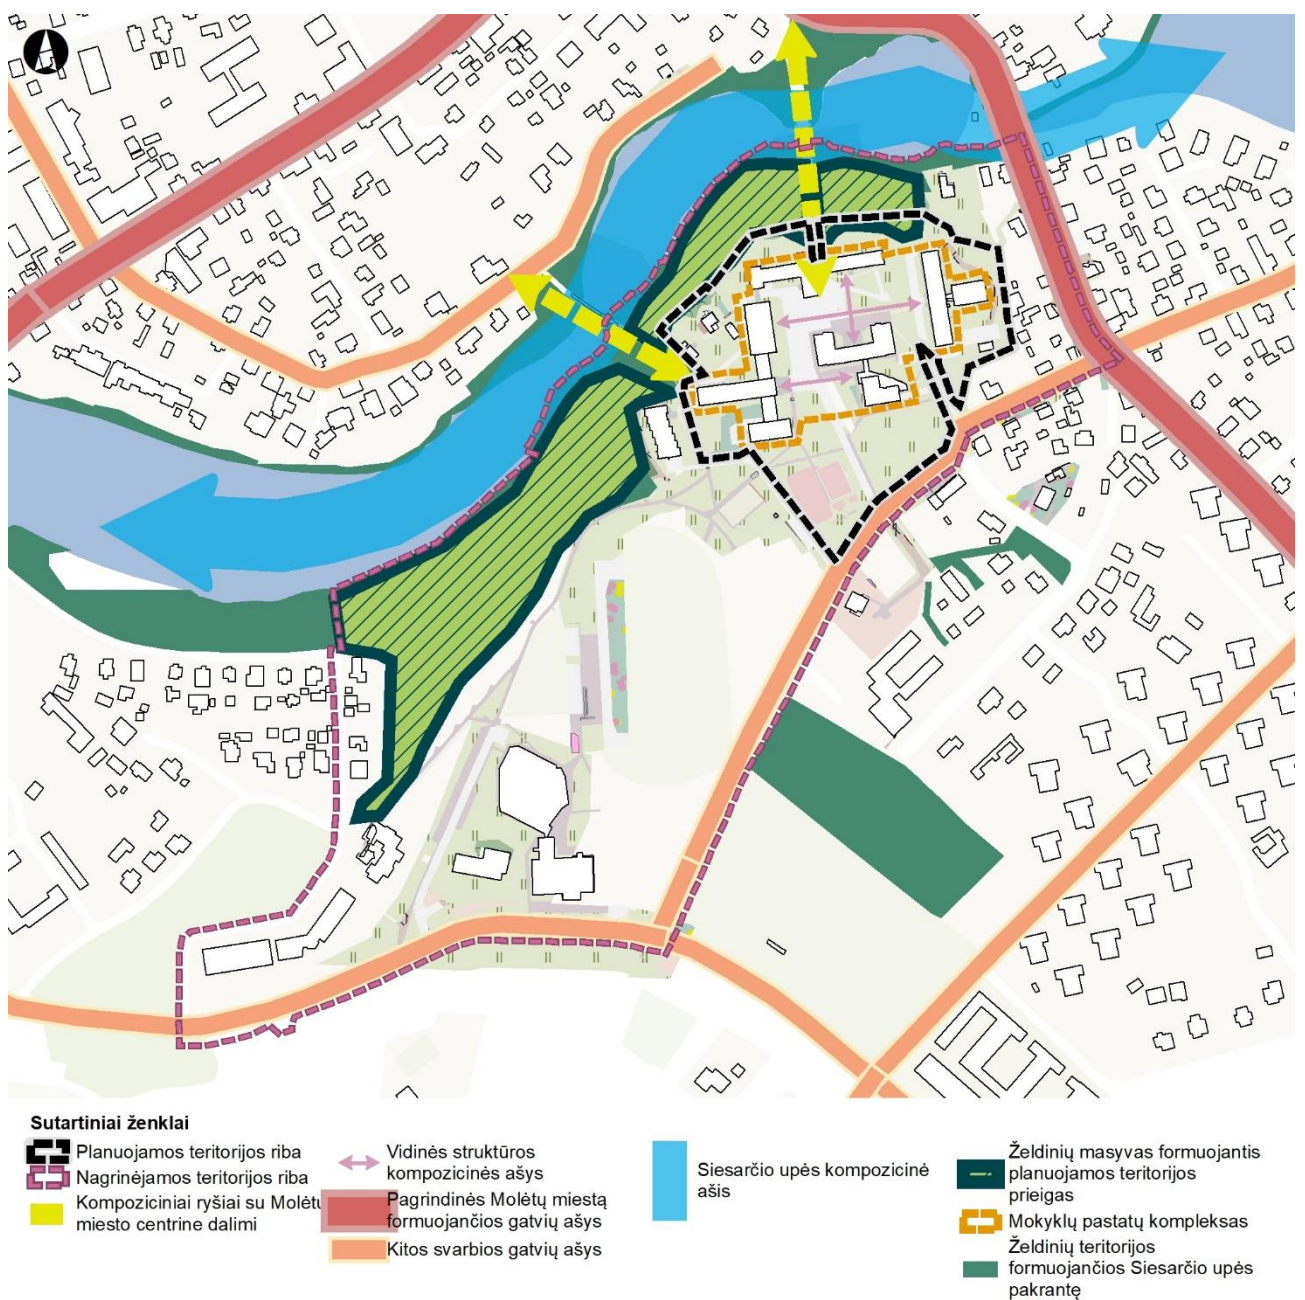 Sutartiniai ženklai
Planuojamos teritorijos riba
Nagrinėjamos teritorijos riba
Kompoziciniai ryšiai su Molėtų
miesto centrine dalimi
Vidinės struktūros
kompozicinės ašys
Pagrindinės Molėtų miestą
formuojančios gatvių ašys
Kitos svarbios gatvių ašys
Siesarčio upės kompozicinė
ašis
Želdinių masyvas formuojantis
planuojamos teritorijos
prieigas
Mokyklų pastatų kompleksas
Želdinių teritorijos
formuojančios Siesarčio upės
pakrantę